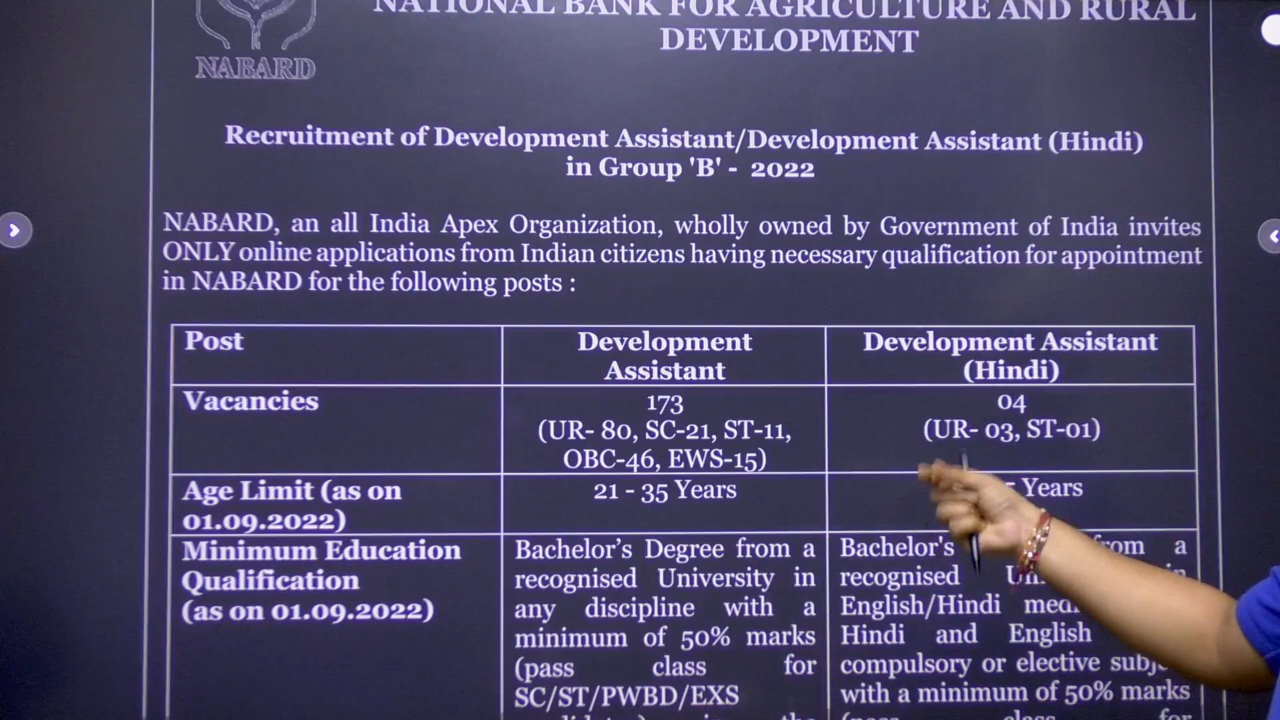 NATIONAL BANK FOR AGRICULTURE AND RURAL
DEVELOPMENT
NABARD
Recruitment of Development Assistant/Development Assistant (Hindi)
in Group 'B' - 2022
NABARD, an all India Apex Organization, wholly owned by Government of India invites
ONLY online applications from Indian citizens having necessary qualification for appointment
in NABARD for the following posts :
Post
Development
Assistant
Development Assistant
(Hindi)
Vacancies
173
(UR- 80, SC-21, ST-11,
OBC-46, EWS-15)
04
(UR- 03, ST-01)
Age Limit (as on
01.09.2022)
21 - 35 Years
Years
Minimum Education
Qualification
(as on 01.09.2022)
Bachelor's Degree from a
recognised University in
any discipline with a
minimum of 50% marks
(pass class for
SC/ST/PWBD/EXS
Bachelor's from a
recognised in
English/Hindi
Hindi and English
compulsory or elective
with a minimum of 50% marks
(pass class for